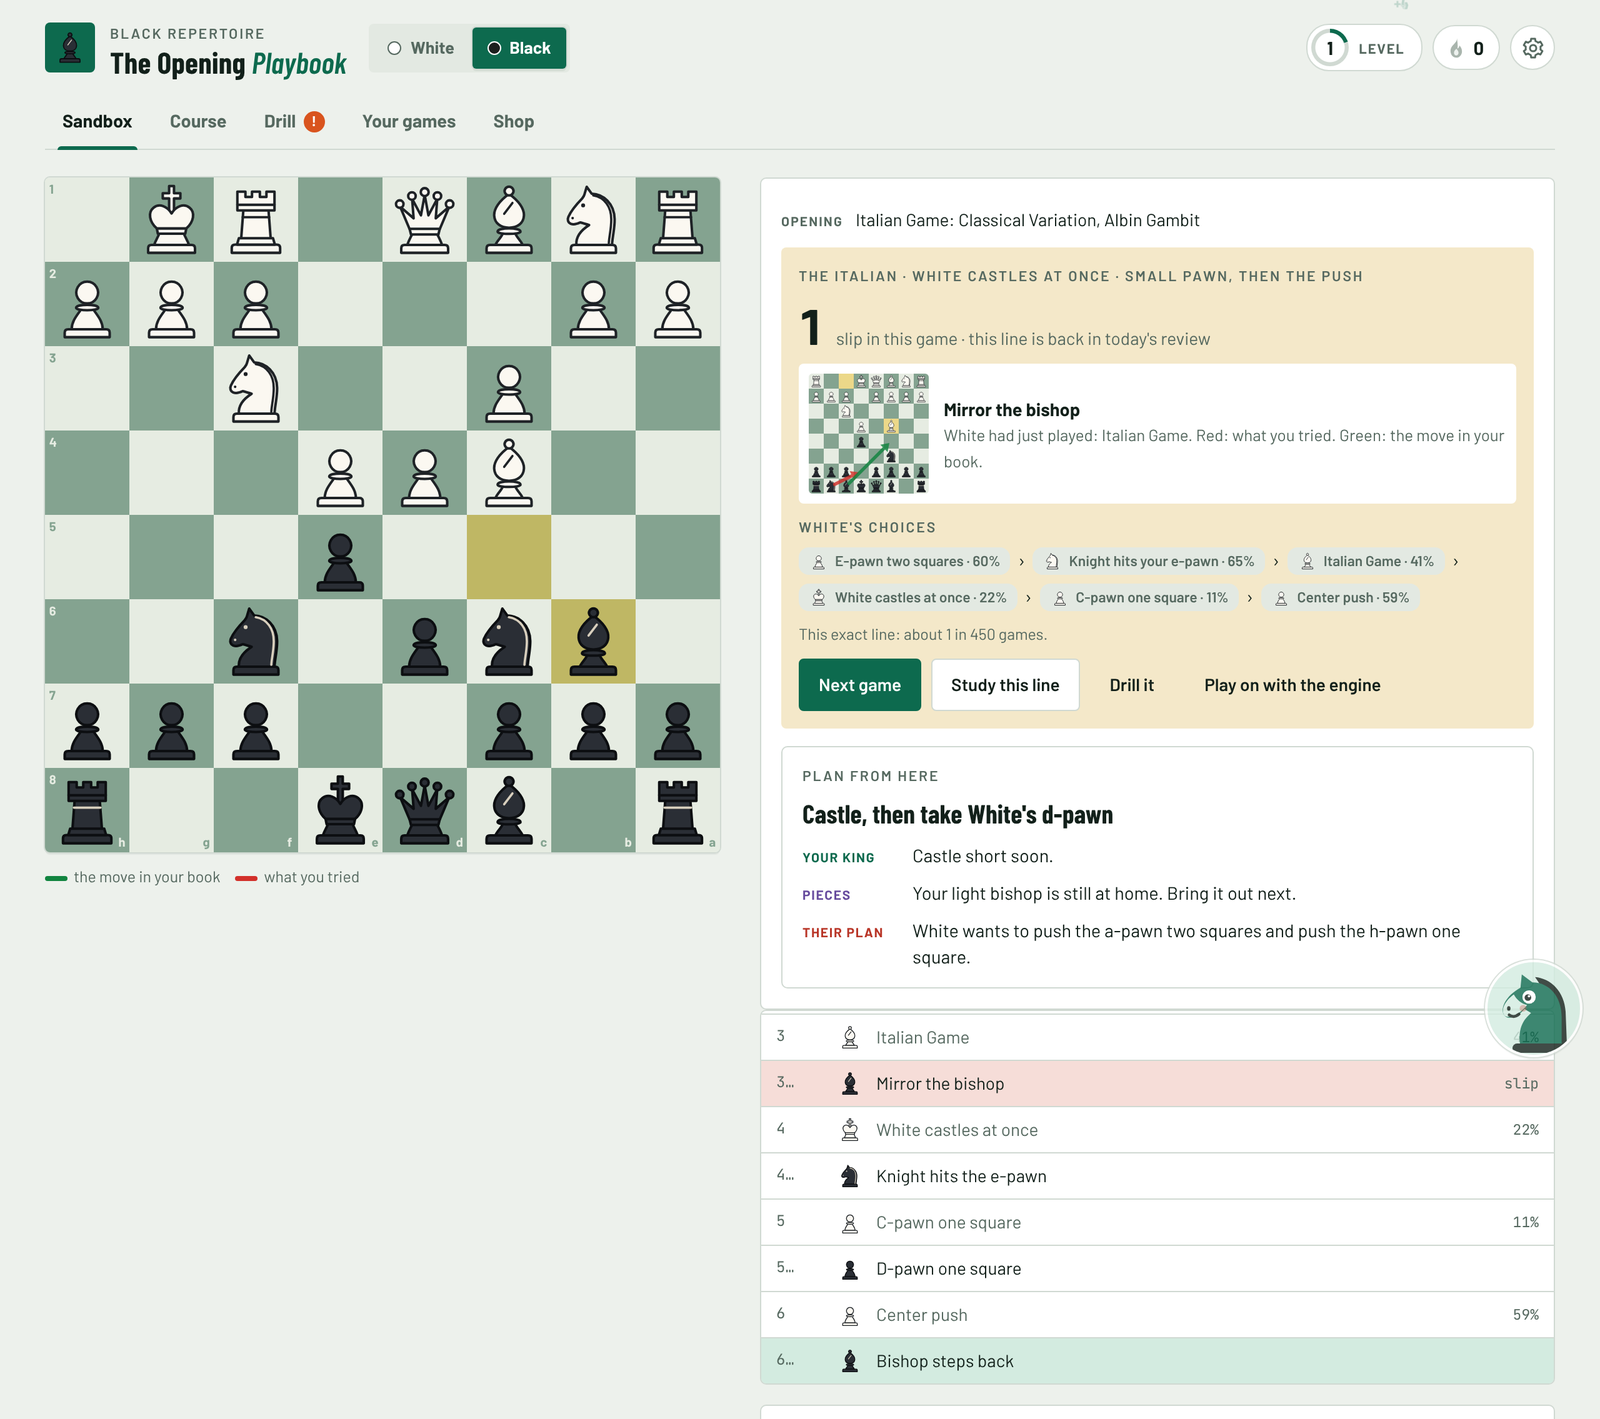 BLACK REPERTOIRE
The Opening Playbook
White
Black
1 LEVEL
0
Sandbox
Course
Drill !
Your games
Shop
1
2
3
4
5
6
7
8
h
g
f
e
d
c
b
a
the move in your book
what you tried
OPENING Italian Game: Classical Variation, Albin Gambit
THE ITALIAN · WHITE CASTLES AT ONCE · SMALL PAWN, THEN THE PUSH
1 slip in this game · this line is back in today's review
Mirror the bishop
White had just played: Italian Game. Red: what you tried. Green: the move in your
book.
WHITE'S CHOICES
E-pawn two squares · 60% › Knight hits your e-pawn · 65% › Italian Game · 41% ›
White castles at once · 22% › C-pawn one square · 11% › Center push · 59%
This exact line: about 1 in 450 games.
Next game
Study this line
Drill it
Play on with the engine
PLAN FROM HERE
Castle, then take White's d-pawn
YOUR KING Castle short soon.
PIECES Your light bishop is still at home. Bring it out next.
THEIR PLAN White wants to push the a-pawn two squares and push the h-pawn one
square.
3 Italian Game 41%
3… Mirror the bishop slip
4 White castles at once 22%
4… Knight hits the e-pawn
5 C-pawn one square 11%
5… D-pawn one square
6 Center push 59%
6… Bishop steps back